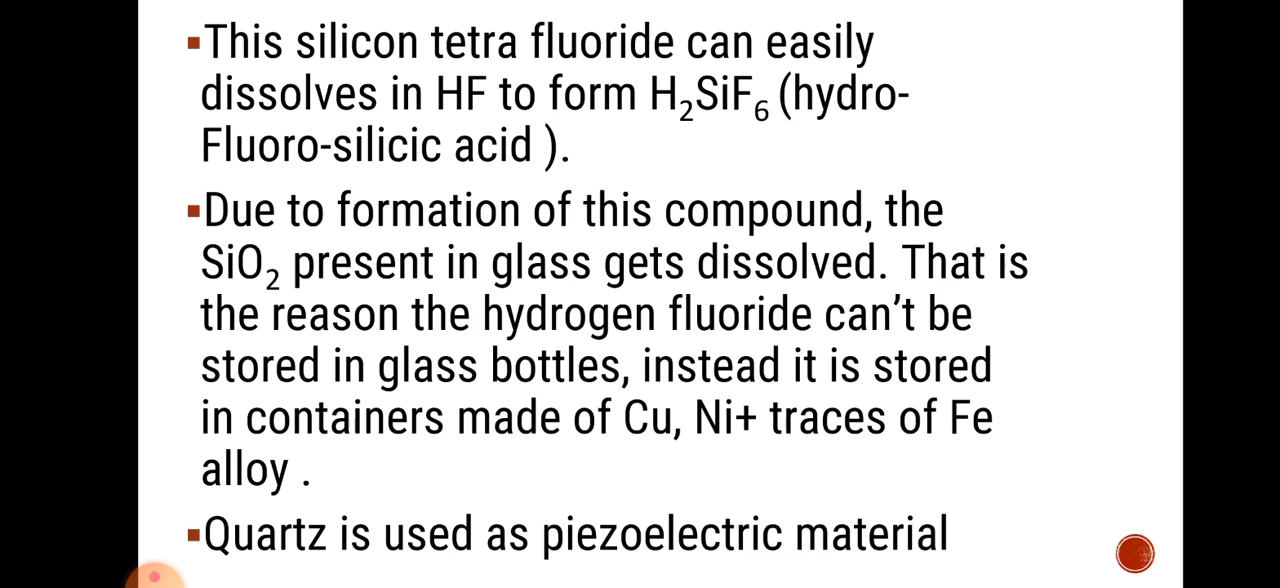 ▪This silicon tetra fluoride can easily
dissolves in HF to form H₂SiF₆ (hydro-
Fluoro-silicic acid ).
▪Due to formation of this compound, the
SiO₂ present in glass gets dissolved. That is
the reason the hydrogen fluoride can’t be
stored in glass bottles, instead it is stored
in containers made of Cu, Ni+ traces of Fe
alloy .
▪Quartz is used as piezoelectric material